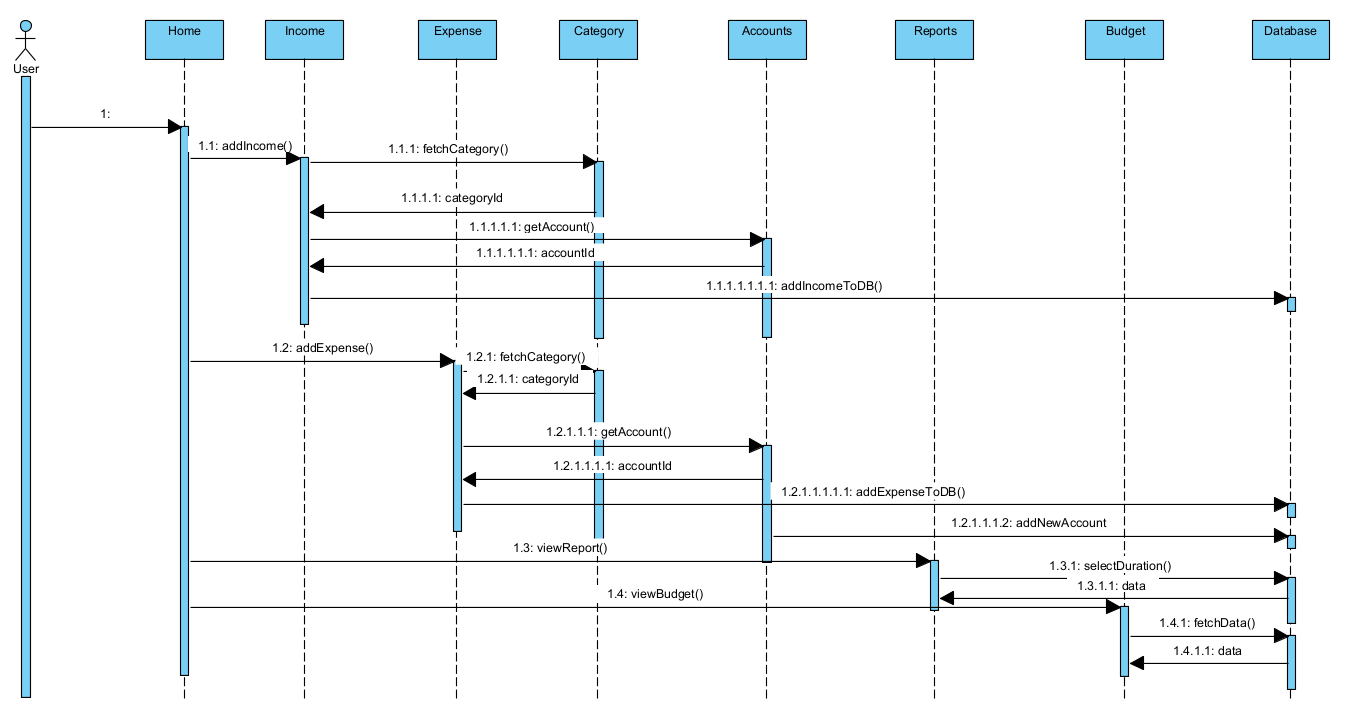 Home
Income
Expense
Category
Accounts
Reports
Budget
Database
User
1:
1.1: addIncome()
1.1.1: fetchCategory()
1.1.1.1: categoryId
1.1.1.1.1: getAccount()
1.1.1.1.1.1: accountId
1.1.1.1.1.1.1: addIncomeToDB()
1.2: addExpense()
1.2.1: fetchCategory()
1.2.1.1: categoryId
1.2.1.1.1: getAccount()
1.2.1.1.1.1: accountId
1.2.1.1.1.1.1: addExpenseToDB()
1.2.1.1.1.2: addNewAccount
1.3: viewReport()
1.3.1: selectDuration()
1.3.1.1: data
1.4: viewBudget()
1.4.1: fetchData()
1.4.1.1: data